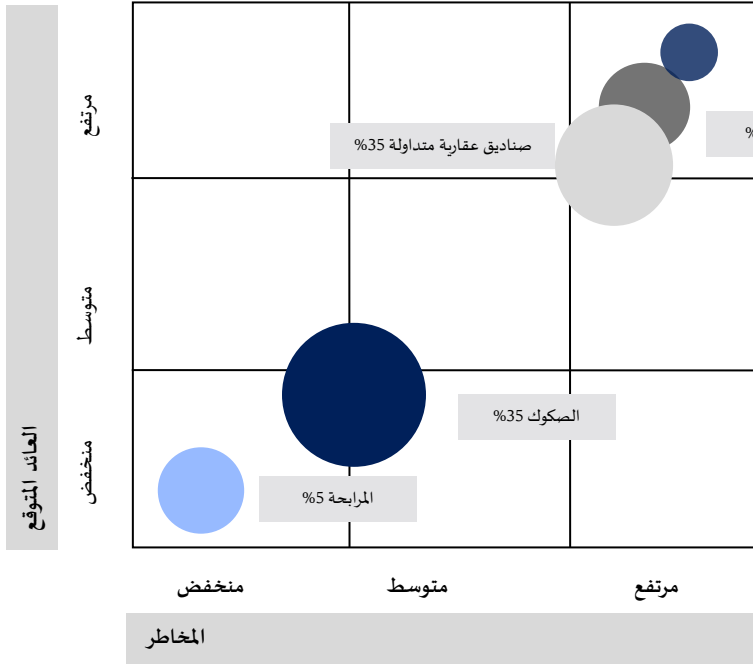 مرتفع
صناديق عقارية متداولة 35%
%
متوسط
الصكوك 35%
منخفض
المرابحة 5%
العائد المتوقع
منخفض
متوسط
مرتفع
المخاطر